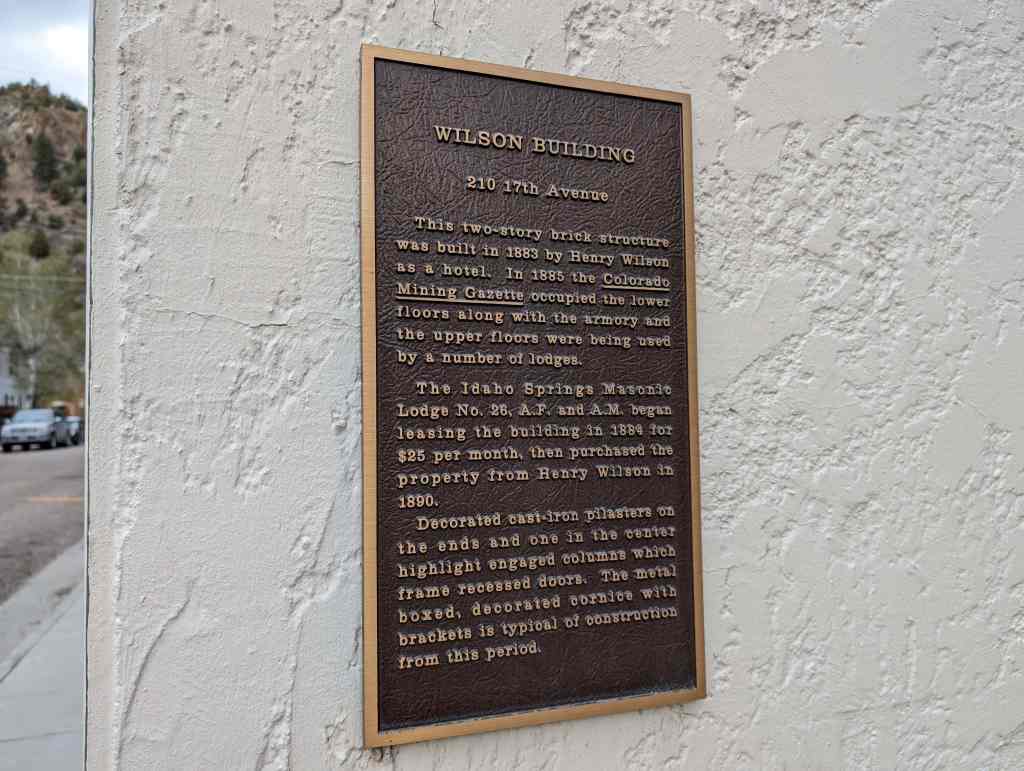 WILSON BUILDING
210 17th Avenue
This two-story brick structure
was built in 1883 by Henry Wilson
as a hotel. In 1885 the Colorado
Mining Gazette occupied the lower
floors along with the armory and
the upper floors were being used
by a number of lodges.
The Idaho Springs Masonic
Lodge No. 26, A.F. and A.M. began
leasing the building in 1884 for
$25 per month, then purchased the
property from Henry Wilson in
1890.
Decorated cast-iron pilasters on
the ends and one in the center
highlight engaged columns which
frame recessed doors. The metal
boxed, decorated cornice with
brackets is typical of construction
from this period.